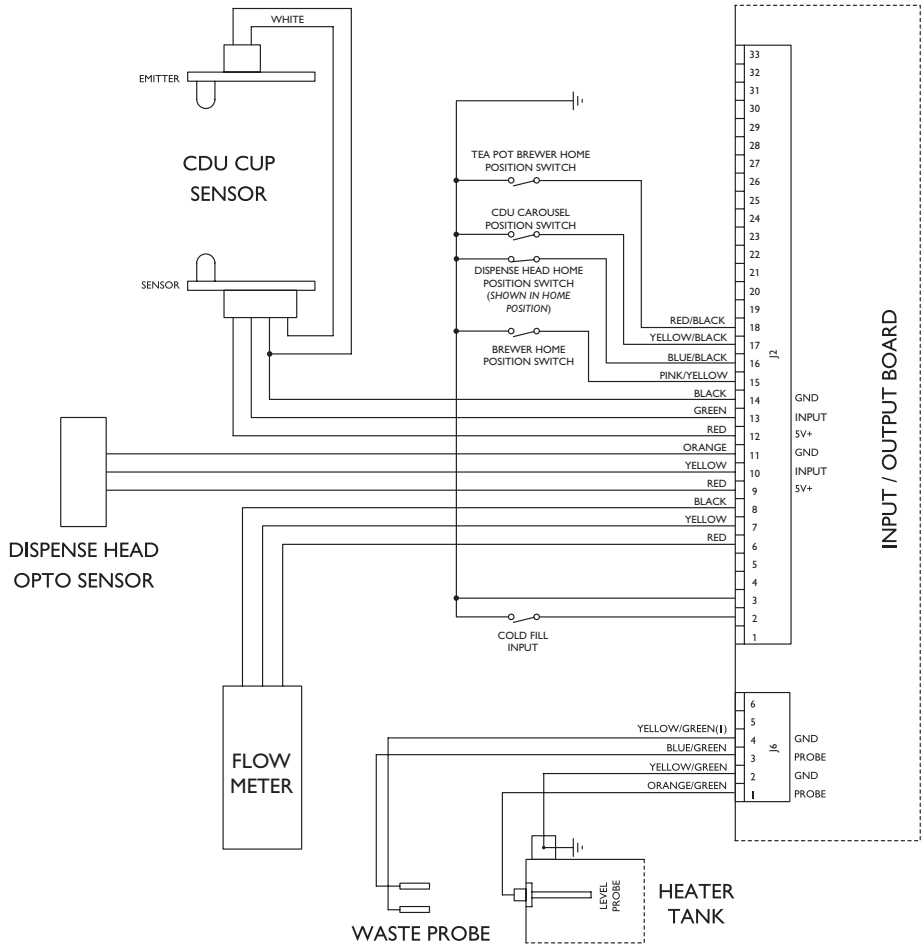 WHITE
EMITTER
CDU CUP
SENSOR
SENSOR
TEA POT BREWER HOME
POSITION SWITCH
CDU CAROUSEL
POSITION SWITCH
DISPENSE HEAD HOME
POSITION SWITCH
(SHOWN IN HOME
POSITION)
BREWER HOME
POSITION SWITCH
33
32
31
30
29
28
27
26
25
24
23
22
21
20
19
RED/BLACK 18
YELLOW/BLACK 17
BLUE/BLACK 16
PINK/YELLOW 15
BLACK 14 GND
GREEN 13 INPUT
RED 12 5V+
ORANGE 11 GND
YELLOW 10 INPUT
RED 9 5V+
BLACK 8
YELLOW 7
RED 6
5
4
3
2
1
J2
INPUT / OUTPUT BOARD
DISPENSE HEAD
OPTO SENSOR
COLD FILL
INPUT
FLOW
METER
6
5
YELLOW/GREEN(1) 4 GND
BLUE/GREEN 3 PROBE
YELLOW/GREEN 2 GND
ORANGE/GREEN 1 PROBE
J6
LEVEL
PROBE
HEATER
TANK
WASTE PROBE